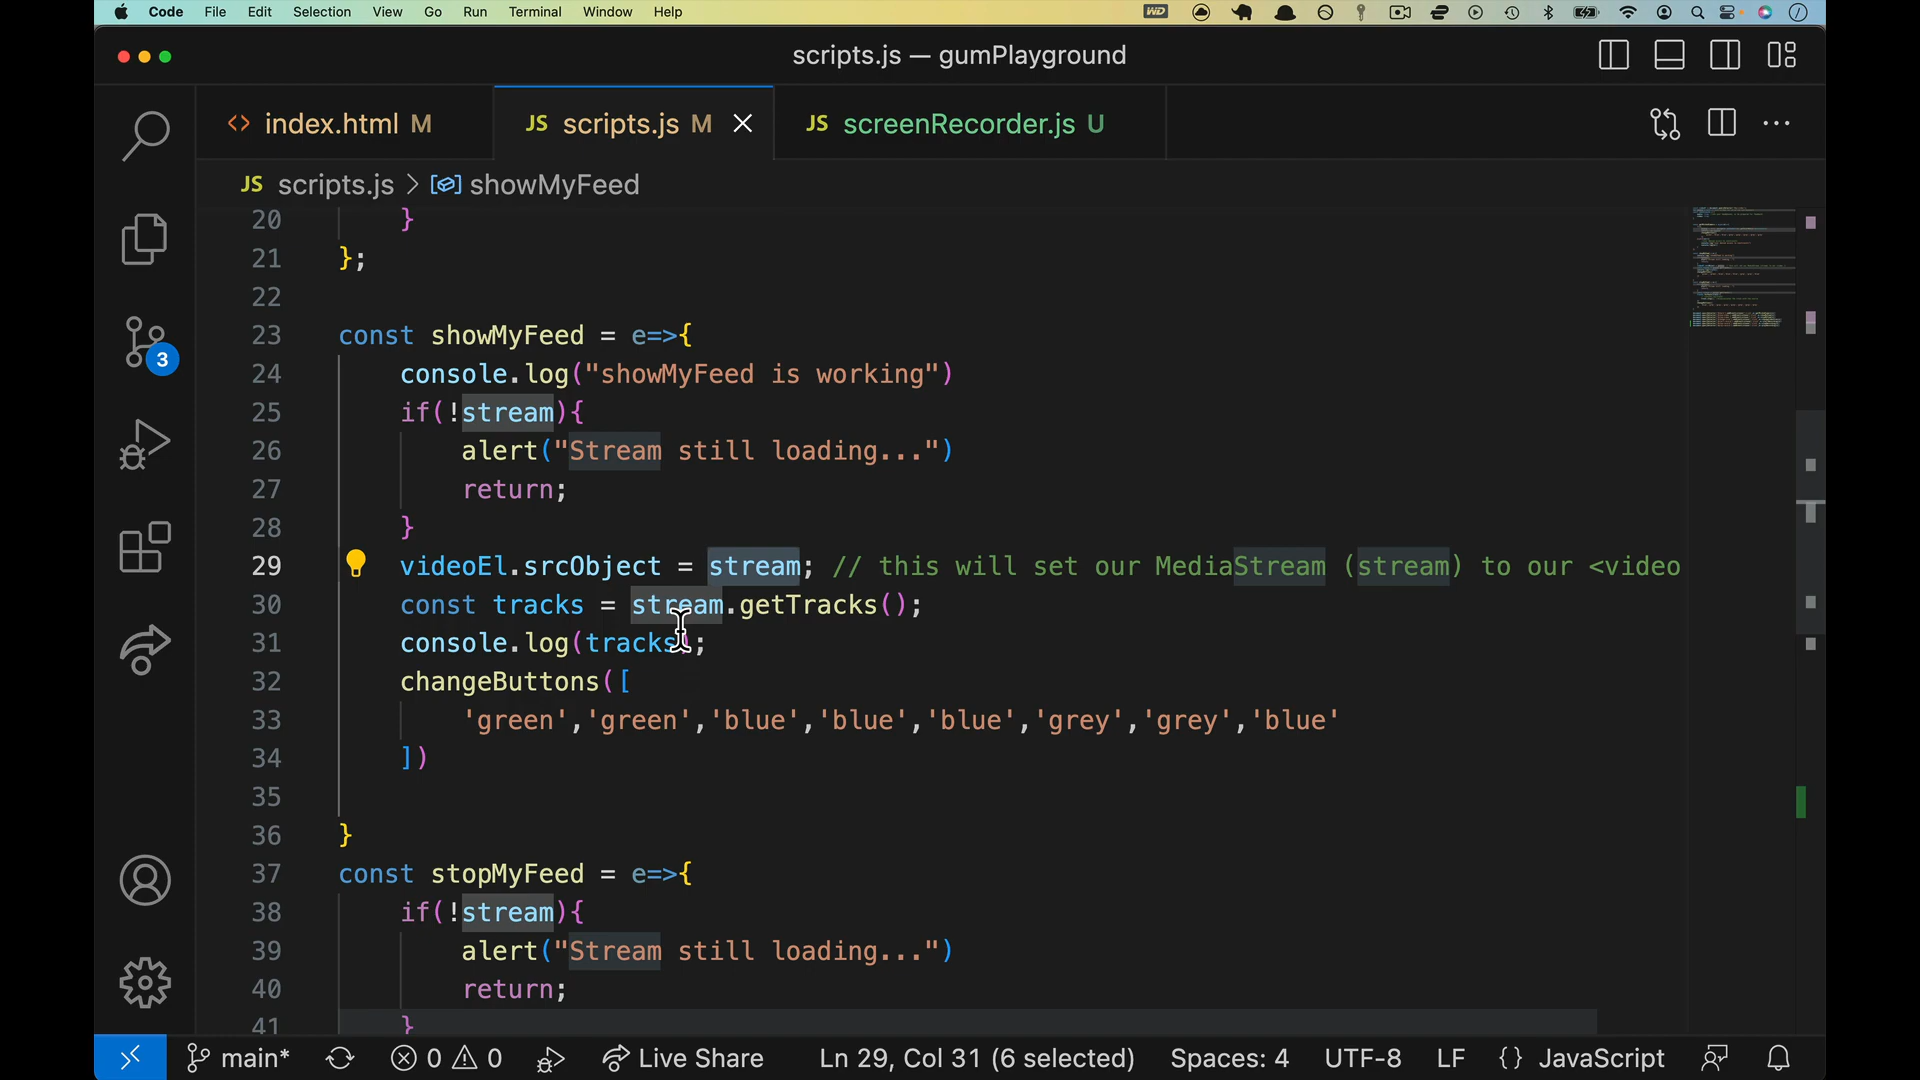 Code File Edit Selection View Go Run Terminal Window Help WD
scripts.js — gumPlayground
<> index.html M JS scripts.js M JS screenRecorder.js U
JS scripts.js > showMyFeed
20 }
21 };
22
23 const showMyFeed = e=>{
24 console.log("showMyFeed is working")
25 if(!stream){
26 alert("Stream still loading...")
27 return;
28 }
29 videoEl.srcObject = stream; // this will set our MediaStream (stream) to our <video
30 const tracks = stream.getTracks();
31 console.log(tracks);
32 changeButtons([
33 'green','green','blue','blue','blue','grey','grey','blue'
34 ])
35
36 }
37 const stopMyFeed = e=>{
38 if(!stream){
39 alert("Stream still loading...")
40 return;
41 }
3
main* 0 0 Live Share Ln 29, Col 31 (6 selected) Spaces: 4 UTF-8 LF {} JavaScript